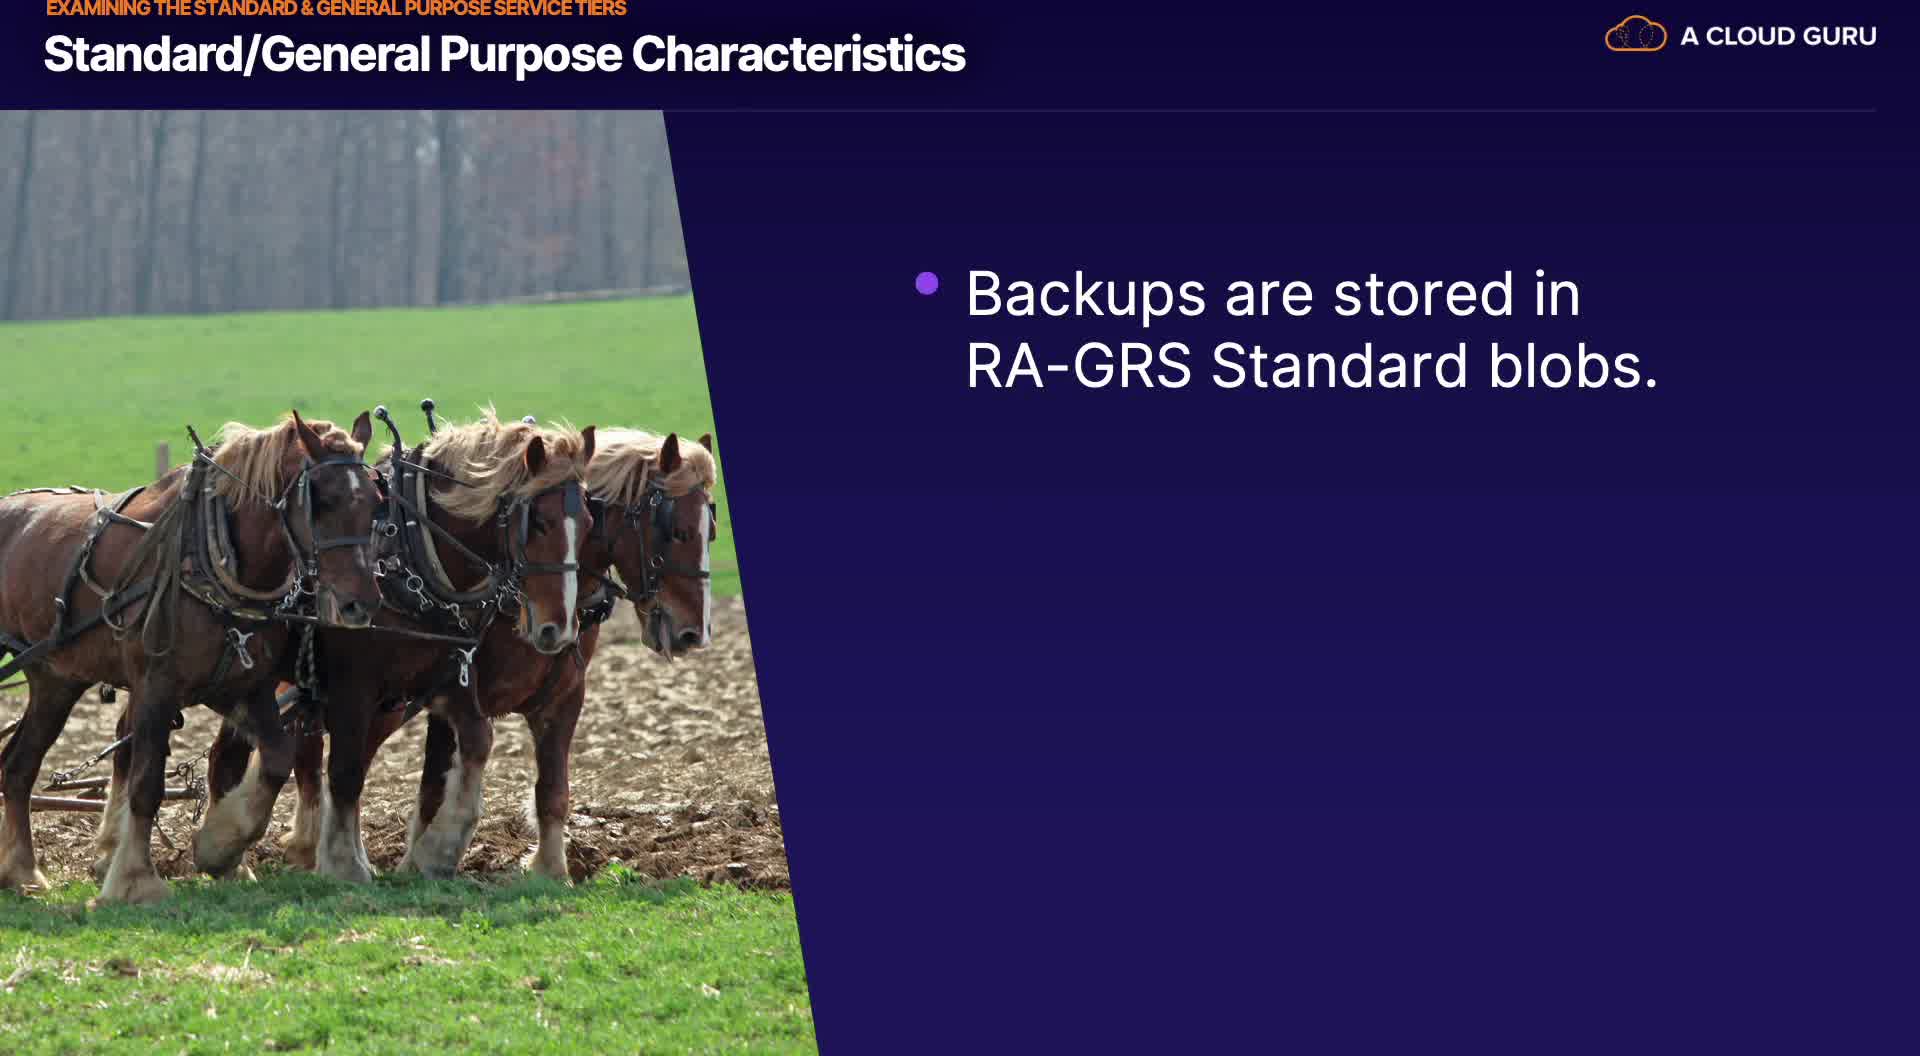 EXAMINING THE STANDARD & GENERAL PURPOSE SERVICE TIERS
Standard/General Purpose Characteristics
A CLOUD GURU
Backups are stored in
RA-GRS Standard blobs.